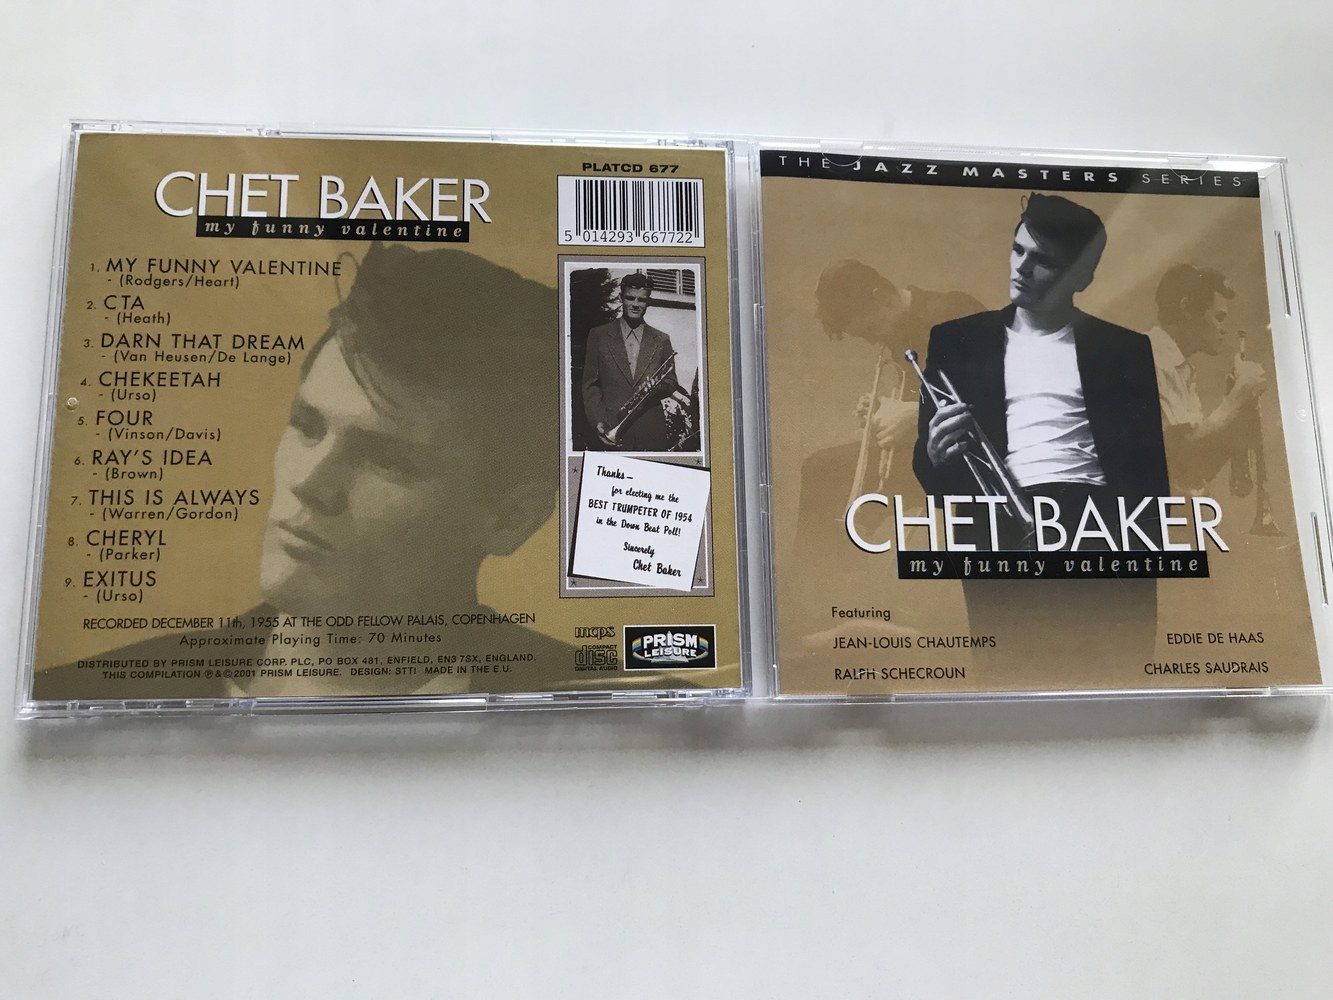 CHET BAKER
my funny valentine
1. MY FUNNY VALENTINE
- (Rodgers/Heart)
2. CTA
- (Heath)
3. DARN THAT DREAM
- (Van Heusen/De Lange)
4. CHEKEETAH
- (Urso)
5. FOUR
- (Vinson/Davis)
6. RAY'S IDEA
- (Brown)
7. THIS IS ALWAYS
- (Warren/Gordon)
8. CHERYL
- (Parker)
9. EXITUS
- (Urso)
RECORDED DECEMBER 11th, 1955 AT THE ODD FELLOW PALAIS, COPENHAGEN
Approximate Playing Time: 70 Minutes
DISTRIBUTED BY PRISM LEISURE CORP. PLC, PO BOX 481, ENFIELD, EN3 7SX, ENGLAND.
THIS COMPILATION ℗ & © 2001 PRISM LEISURE. DESIGN: STTI MADE IN THE E.U.
PLATCD 677
5 014293 667722
Thanks—
for electing me the
BEST TRUMPETER OF 1954
in the Down Beat Poll!
Sincerely
Chet Baker
mcps
COMPACT
disc
DIGITAL AUDIO
PRISM
LEISURE
THE JAZZ MASTERS SERIES
CHET BAKER
my funny valentine
Featuring
JEAN-LOUIS CHAUTEMPS
EDDIE DE HAAS
RALPH SCHECROUN
CHARLES SAUDRAIS